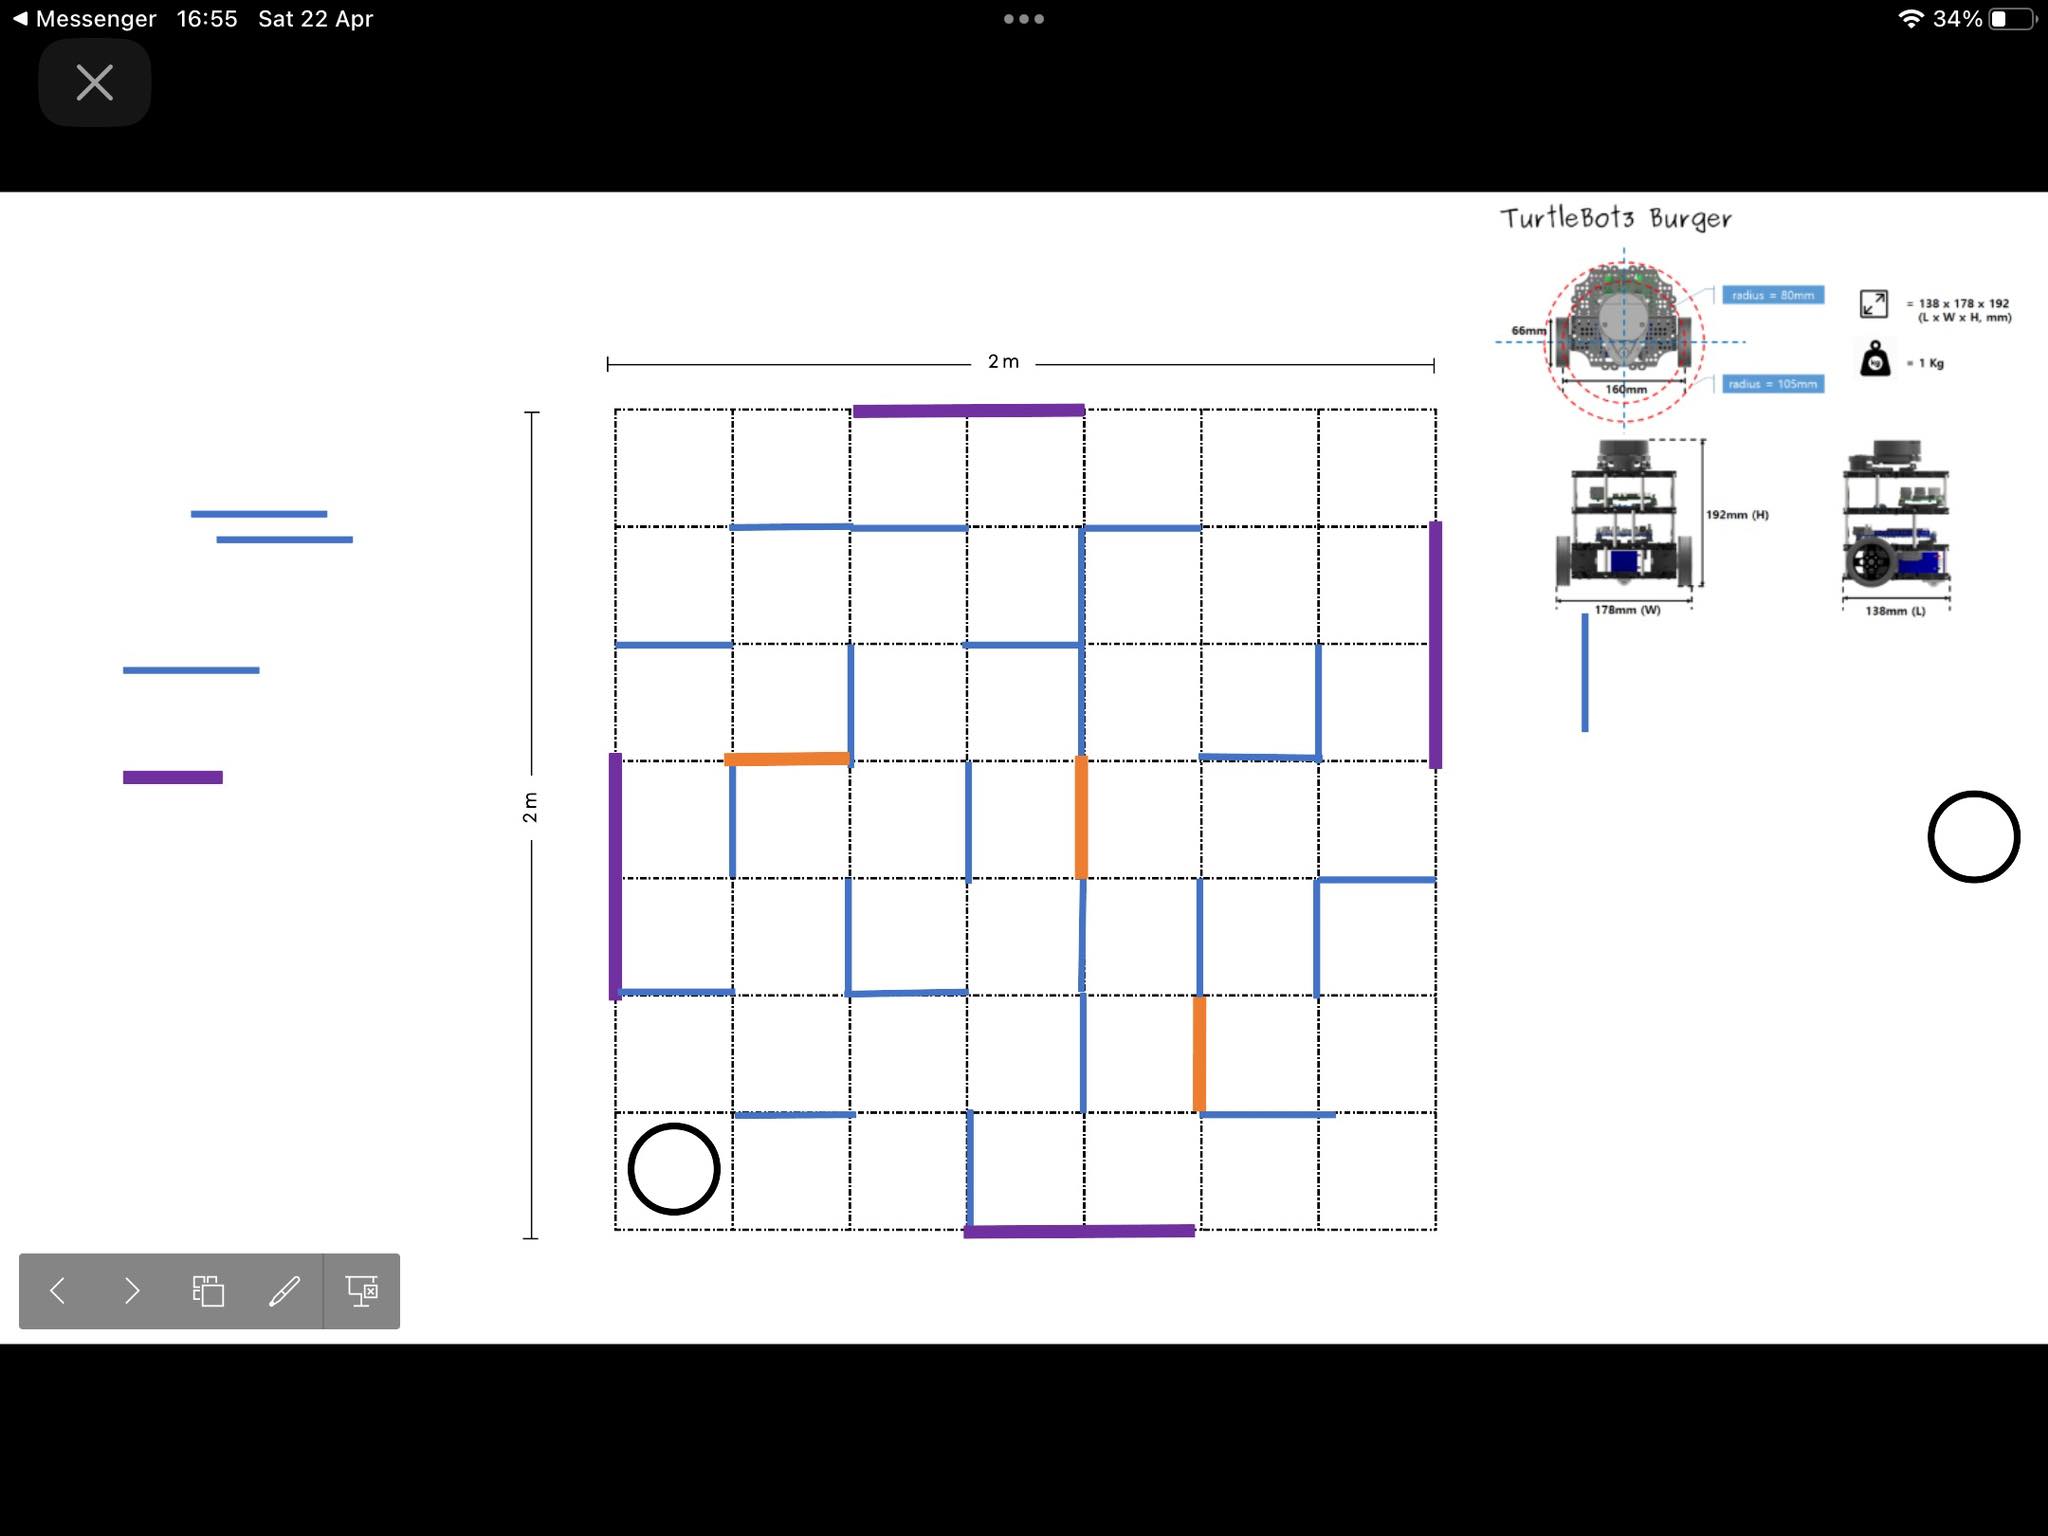 Messenger 16:55 Sat 22 Apr
34%
TurtleBot3 Burger
radius = 80mm
= 138 x 178 x 192
(L x W x H, mm)
66mm
kg
= 1 Kg
160mm
radius = 105mm
2 m
192mm (H)
178mm (W)
138mm (L)
2 m